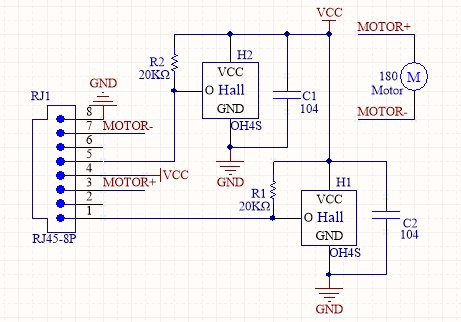 VCC
MOTOR+
R2
20KΩ
H2
VCC
O Hall
GND
OH4S
C1
104
180
Motor
M
MOTOR-
RJ1
GND
8
7
MOTOR-
6
5
4
VCC
3
MOTOR+
2
1
RJ45-8P
GND
R1
20KΩ
H1
VCC
O Hall
GND
OH4S
C2
104
GND